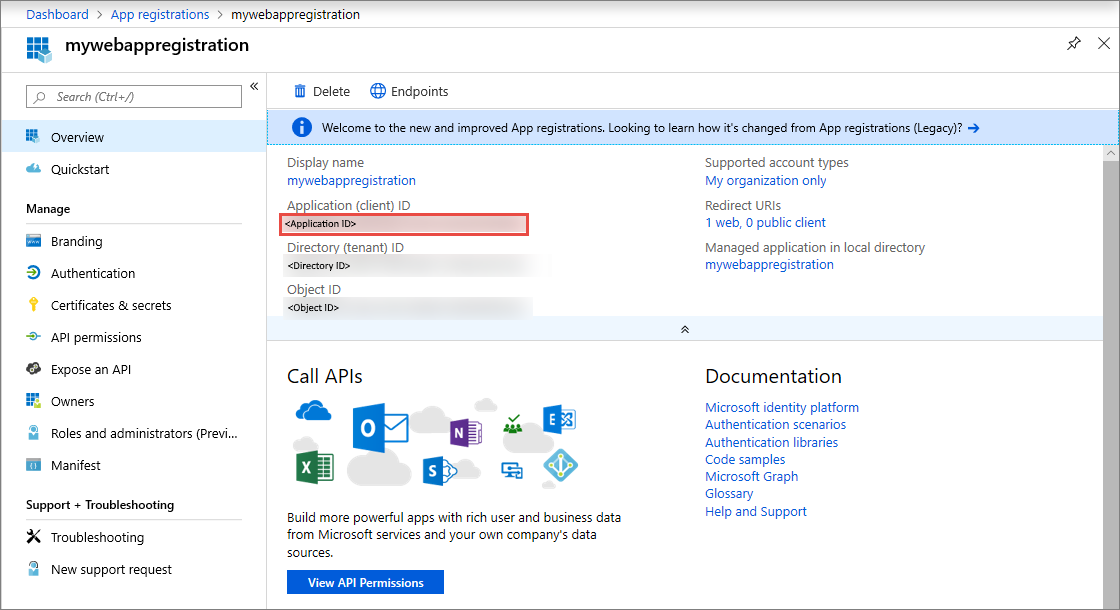 Dashboard > App registrations > mywebappregistration
mywebappregistration
Search (Ctrl+/)
«
Overview
Quickstart
Manage
Branding
Authentication
Certificates & secrets
API permissions
Expose an API
Owners
Roles and administrators (Previ...
Manifest
Support + Troubleshooting
Troubleshooting
New support request
Delete
Endpoints
Welcome to the new and improved App registrations. Looking to learn how it's changed from App registrations (Legacy)? →
Display name
mywebappregistration
Application (client) ID
<Application ID>
Directory (tenant) ID
<Directory ID>
Object ID
<Object ID>
Supported account types
My organization only
Redirect URIs
1 web, 0 public client
Managed application in local directory
mywebappregistration
Call APIs
O
N
E
X
S
Build more powerful apps with rich user and business data
from Microsoft services and your own company's data
sources.
View API Permissions
Documentation
Microsoft identity platform
Authentication scenarios
Authentication libraries
Code samples
Microsoft Graph
Glossary
Help and Support